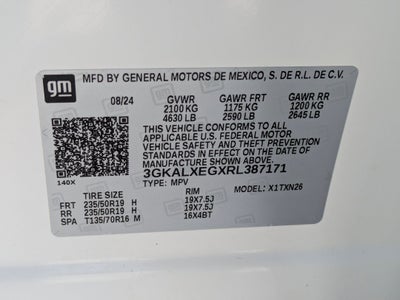 gm
MFD BY GENERAL MOTORS DE MEXICO, S. DE R.L. DE C.V.
08/24 GVWR GAWR FRT GAWR RR
2100 KG 1175 KG 1200 KG
4630 LB 2590 LB 2645 LB
THIS VEHICLE CONFORMS TO ALL APPLICABLE
U.S. FEDERAL MOTOR
VEHICLE SAFETY AND THEFT PREVENTION
STANDARDS IN EFFECT ON THE DATE OF
MANUFACTURE SHOWN ABOVE.
3GKALXEGXRL387171
140X TYPE: MPV MODEL: X1TXN26
TIRE SIZE RIM
FRT 235/50R19 H 19X7.5J
RR 235/50R19 H 19X7.5J
SPA T135/70R16 M 16X4BT